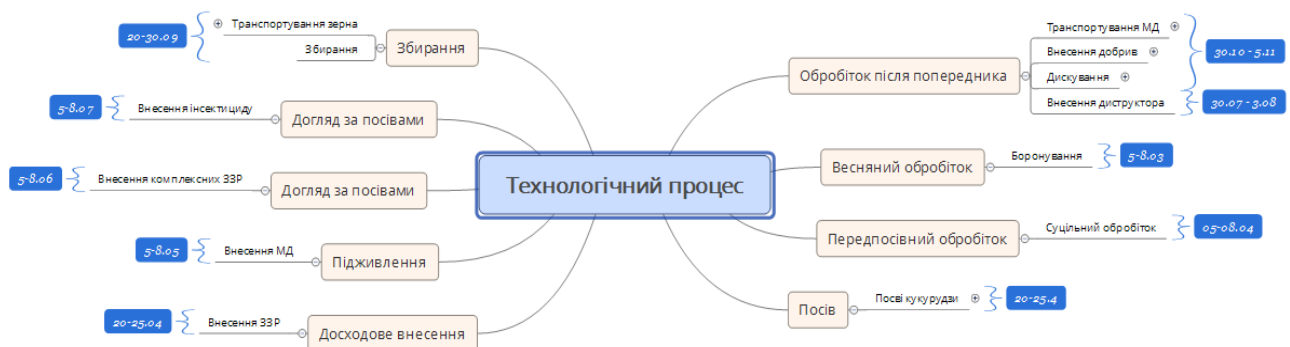 Технологічний процес
Обробіток після попередника
Транспортування МД
Внесення добрив
Дискування
30.10 - 5.11
Внесення диструктора
30.07 - 3.08
Весняний обробіток
Боронування
5-8.03
Передпосівний обробіток
Суцільний обробіток
05-08.04
Посів
Посві кукурудзи
20-25.4
Збирання
Транспортування зерна
Збирання
20-30.09
Догляд за посівами
Внесення інсектициду
5-8.07
Догляд за посівами
Внесення комплексних ЗЗР
5-8.06
Підживлення
Внесення МД
5-8.05
Досходове внесення
Внесення ЗЗР
20-25.04